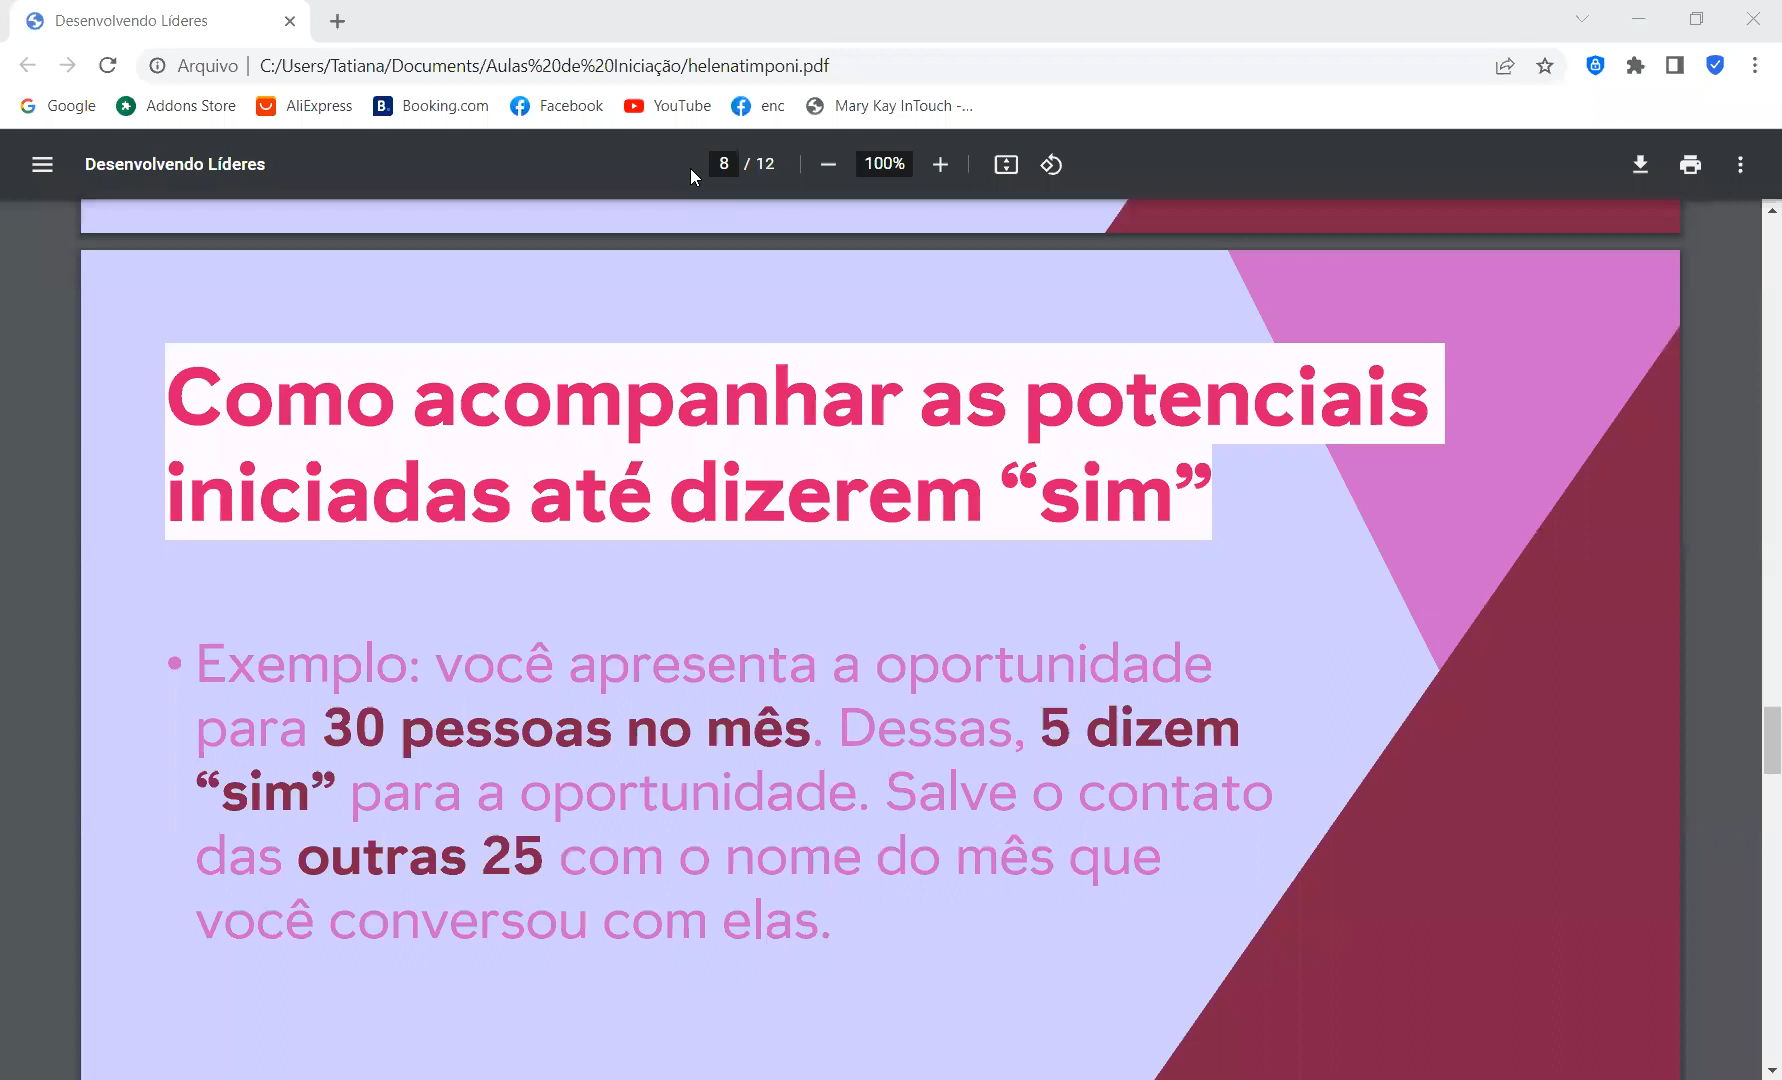 Desenvolvendo Líderes
Arquivo C:/Users/Tatiana/Documents/Aulas%20de%20Iniciação/helenatimponi.pdf
Google Addons Store AliExpress Booking.com Facebook YouTube enc Mary Kay InTouch -...
Desenvolvendo Líderes 8 / 12 100%
Como acompanhar as potenciais
iniciadas até dizerem “sim”
• Exemplo: você apresenta a oportunidade
para 30 pessoas no mês. Dessas, 5 dizem
“sim” para a oportunidade. Salve o contato
das outras 25 com o nome do mês que
você conversou com elas.